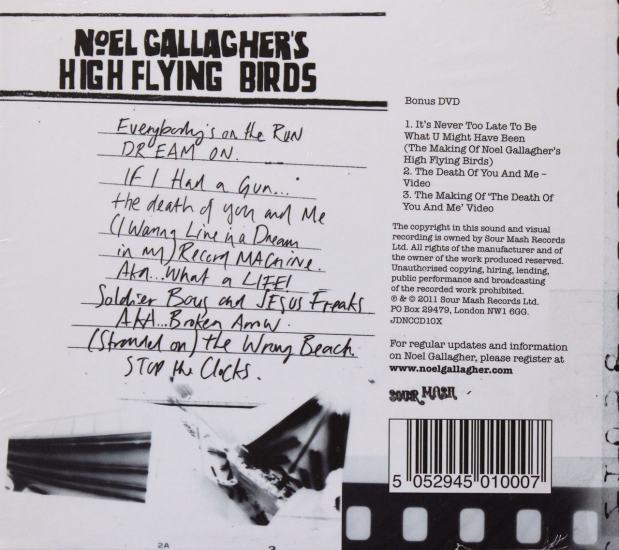 NOEL GALLAGHER'S
HIGH FLYING BIRDS
Everybody's on the RUN
DREAM ON.
IF I Had a Gun...
the death of you and Me
(I Wanna Live in a Dream
in My) Record MACHINE.
AKA...What a LIFE!
Soldier Boys and JESUS Freaks
AKA...Broken Arrow.
(Stranded on) the Wrong Beach
STOP the Clocks.
Bonus DVD
1. It's Never Too Late To Be
What U Might Have Been
(The Making Of Noel Gallagher's
High Flying Birds)
2. The Death Of You And Me –
Video
3. The Making Of 'The Death Of
You And Me' Video
The copyright in this sound and visual
recording is owned by Sour Mash Records
Ltd. All rights of the manufacturer and of
the owner of the work produced reserved.
Unauthorised copying, hiring, lending,
public performance and broadcasting
of the recorded work prohibited.
℗ & © 2011 Sour Mash Records Ltd.
PO Box 29479, London NW1 6GG.
JDNCCD10X
For regular updates and information
on Noel Gallagher, please register at
www.noelgallagher.com
SOUR MASH
5 052945 010007
2A